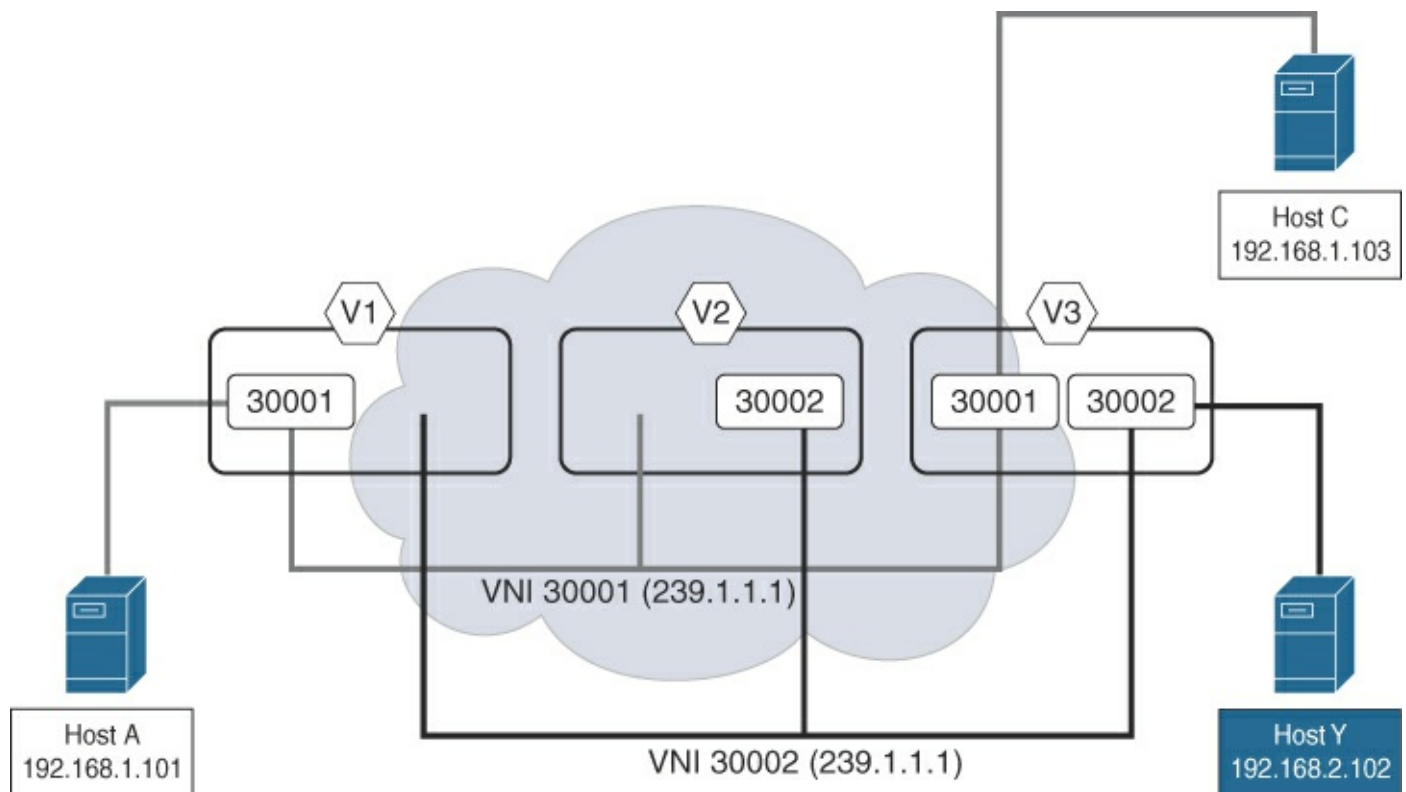 Host C
192.168.1.103
V1
V2
V3
30001
30002
30001
30002
VNI 30001 (239.1.1.1)
Host A
192.168.1.101
VNI 30002 (239.1.1.1)
Host Y
192.168.2.102